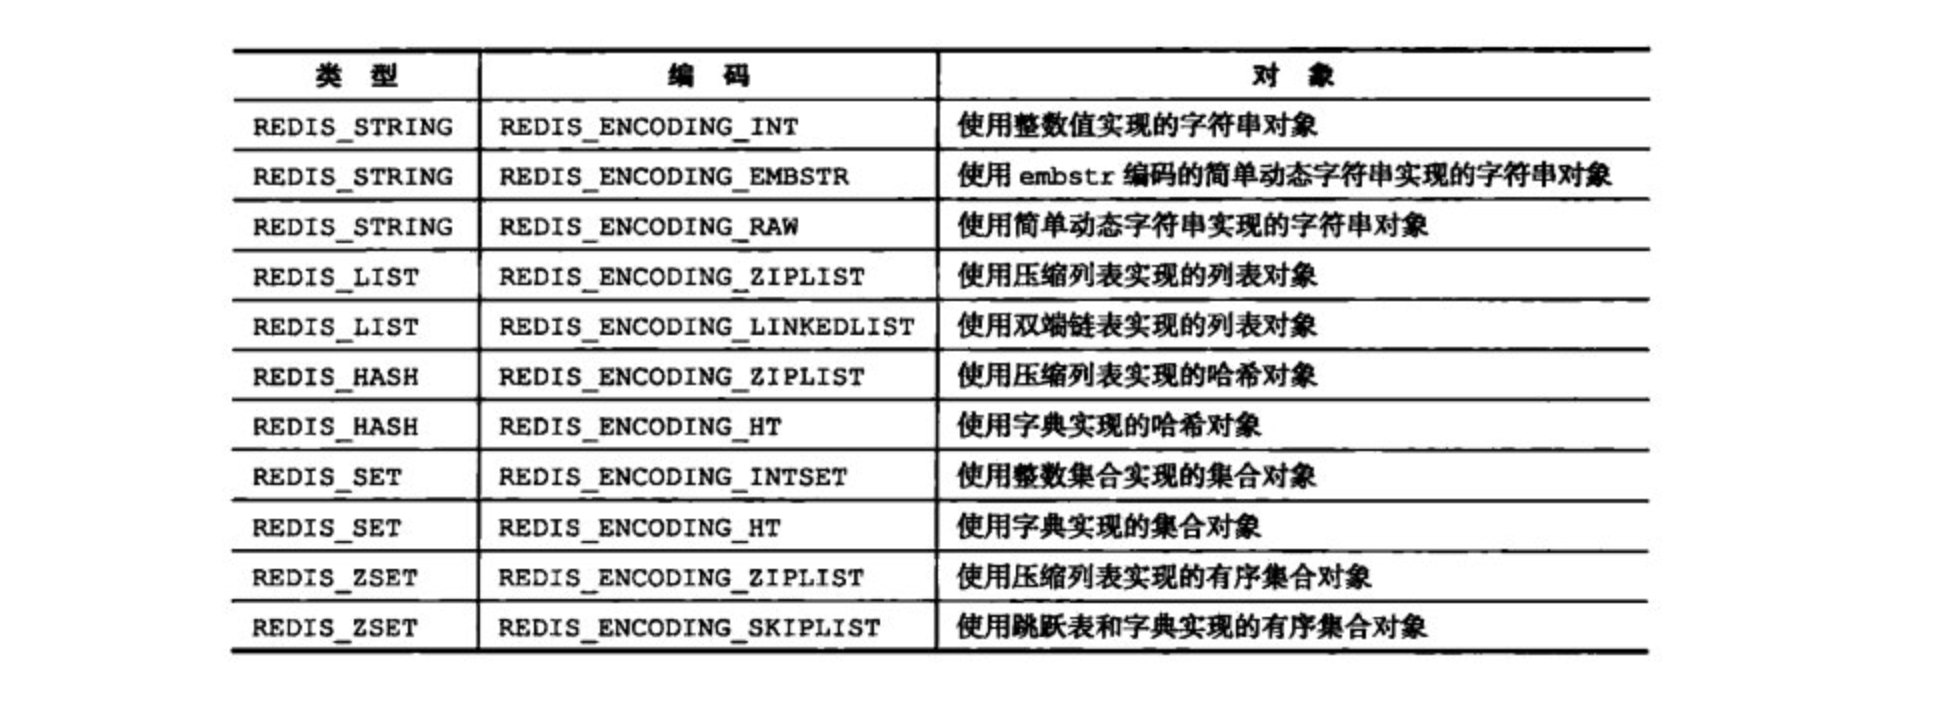 类 型 编 码 对 象
REDIS_STRING REDIS_ENCODING_INT 使用整数值实现的字符串对象
REDIS_STRING REDIS_ENCODING_EMBSTR 使用 embstr 编码的简单动态字符串实现的字符串对象
REDIS_STRING REDIS_ENCODING_RAW 使用简单动态字符串实现的字符串对象
REDIS_LIST REDIS_ENCODING_ZIPLIST 使用压缩列表实现的列表对象
REDIS_LIST REDIS_ENCODING_LINKEDLIST 使用双端链表实现的列表对象
REDIS_HASH REDIS_ENCODING_ZIPLIST 使用压缩列表实现的哈希对象
REDIS_HASH REDIS_ENCODING_HT 使用字典实现的哈希对象
REDIS_SET REDIS_ENCODING_INTSET 使用整数集合实现的集合对象
REDIS_SET REDIS_ENCODING_HT 使用字典实现的集合对象
REDIS_ZSET REDIS_ENCODING_ZIPLIST 使用压缩列表实现的有序集合对象
REDIS_ZSET REDIS_ENCODING_SKIPLIST 使用跳跃表和字典实现的有序集合对象